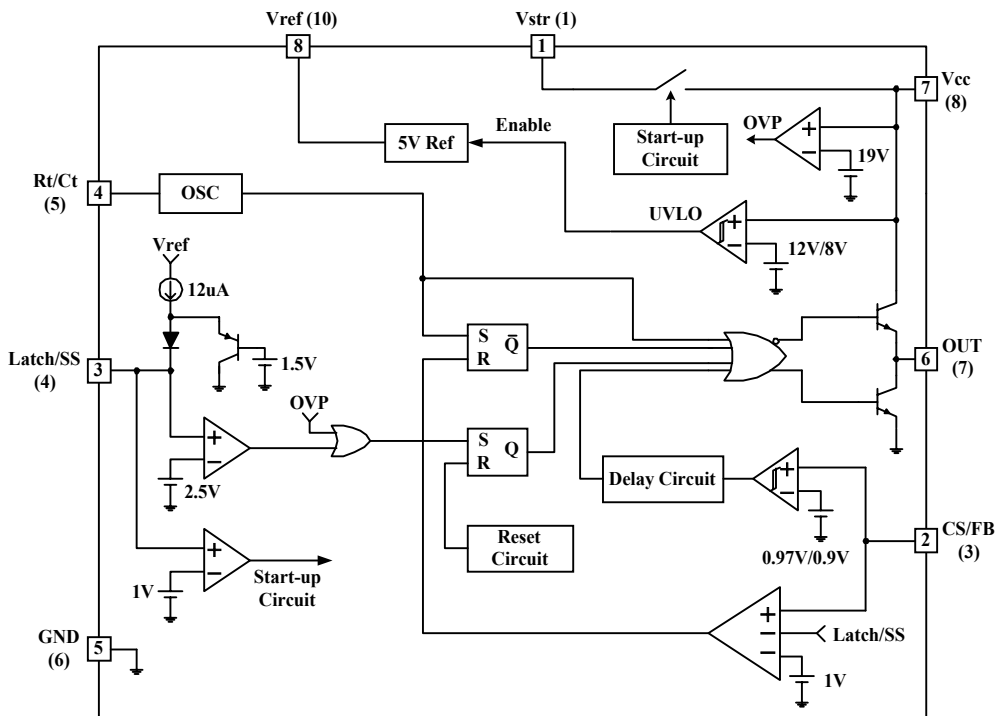 Vref (10)
Vstr (1)
8
1
7
Vcc
(8)
OVP
+
−
19V
Start-up
Circuit
5V Ref
Enable
Rt/Ct
(5)
4
OSC
UVLO
+
−
12V/8V
Vref
12uA
S
R
Q̄
1.5V
Latch/SS
(4)
3
6
OUT
(7)
OVP
S
R
Q
+
−
2.5V
Delay Circuit
+
−
0.97V/0.9V
2
CS/FB
(3)
Reset
Circuit
+
−
1V
Start-up
Circuit
+
−
−
Latch/SS
1V
GND
(6)
5